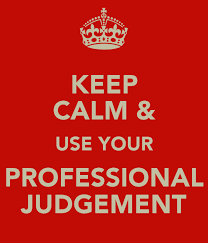 KEEP
CALM &
USE YOUR
PROFESSIONAL
JUDGEMENT